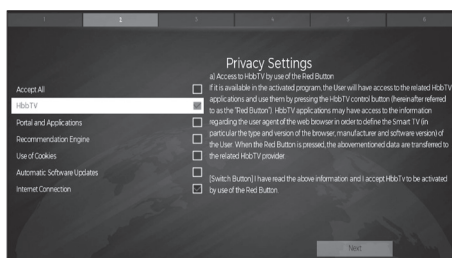 1 2 3 4 5 6
Privacy Settings
Accept All
HbbTV
Portal and Applications
Recommendation Engine
Use of Cookies
Automatic Software Updates
Internet Connection
a) Access to HbbTV by use of the Red Button
If it is available in the activated program, the User will have access to the related HbbTV
applications and use them by pressing the HbbTV control button (hereinafter referred
to as the "Red Button"). HbbTV applications may have access to the information
regarding the user agent of the web browser in order to define the Smart TV (in
particular the type and version of the browser, manufacturer and software version) of
the User. When the Red Button is pressed, the abovementioned data are transferred to
the related HbbTV provider.
[Switch Button] I have read the above information and I accept HbbTv to be activated
by use of the Red Button
Next